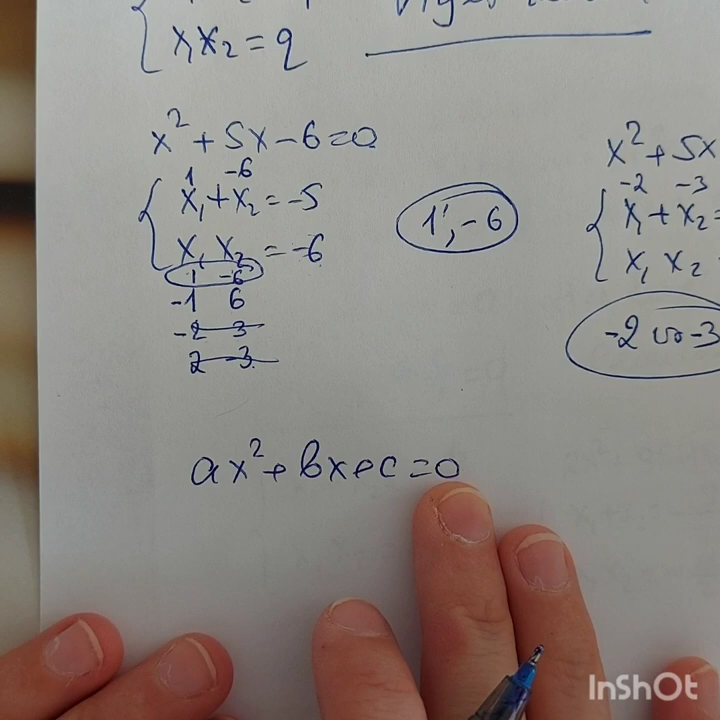 x₁x₂ = q
x² + 5x - 6 = 0
1 -6
x₁ + x₂ = -5
x₁ x₂ = -6
1 -6
-1 6
-2 3
2 -3
1; -6
x² + 5x
-2 -3
x₁ + x₂ =
x₁ x₂
-2 -3
ax² + bx + c = 0
InShOt